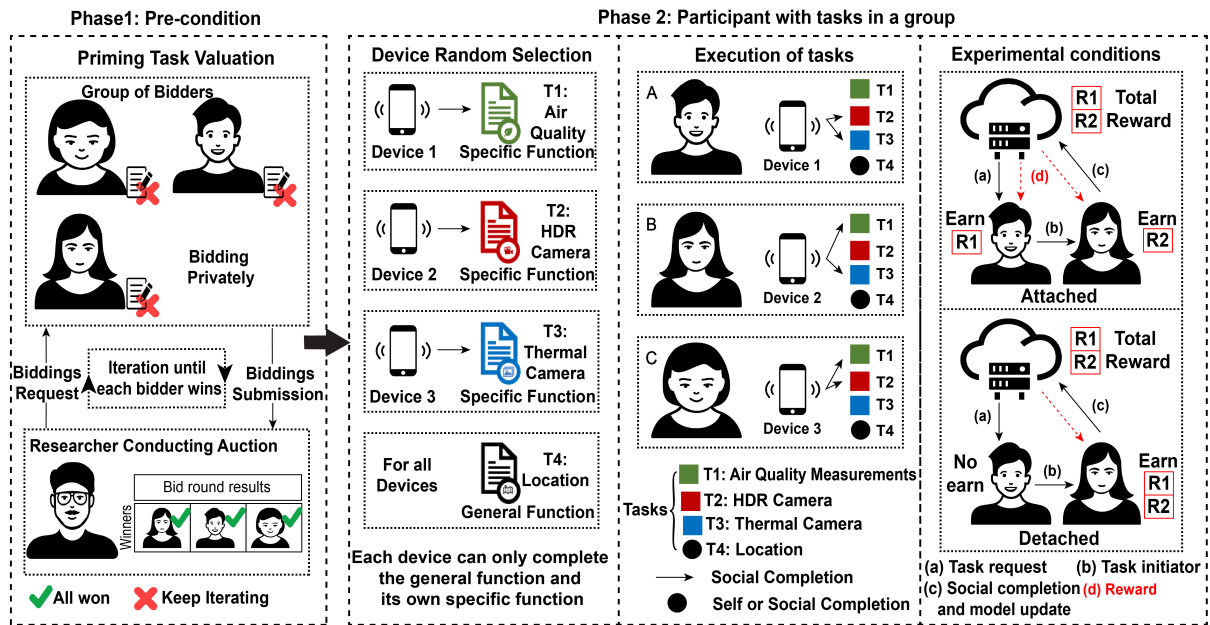 Phase1: Pre-condition
Priming Task Valuation
Group of Bidders
Bidding
Privately
Biddings
Request
Iteration until
each bidder wins
Biddings
Submission
Researcher Conducting Auction
Bid round results
Winners
All won
Keep Iterating
Phase 2: Participant with tasks in a group
Device Random Selection
Device 1
T1:
Air
Quality
Specific Function
Device 2
T2:
HDR
Camera
Specific Function
Device 3
T3:
Thermal
Camera
Specific Function
For all
Devices
T4:
Location
General Function
Each device can only complete
the general function and
its own specific function
Execution of tasks
A
Device 1
T1
T2
T3
T4
B
Device 2
T1
T2
T3
T4
C
Device 3
T1
T2
T3
T4
Tasks
T1: Air Quality Measurements
T2: HDR Camera
T3: Thermal Camera
T4: Location
Social Completion
Self or Social Completion
Experimental conditions
R1
R2
Total
Reward
(a)
(d)
(c)
Earn
R1
(b)
Earn
R2
Attached
R1
R2
Total
Reward
(a)
(c)
No
earn
(b)
Earn
R1
R2
Detached
(a) Task request
(b) Task initiator
(c) Social completion
and model update
(d) Reward